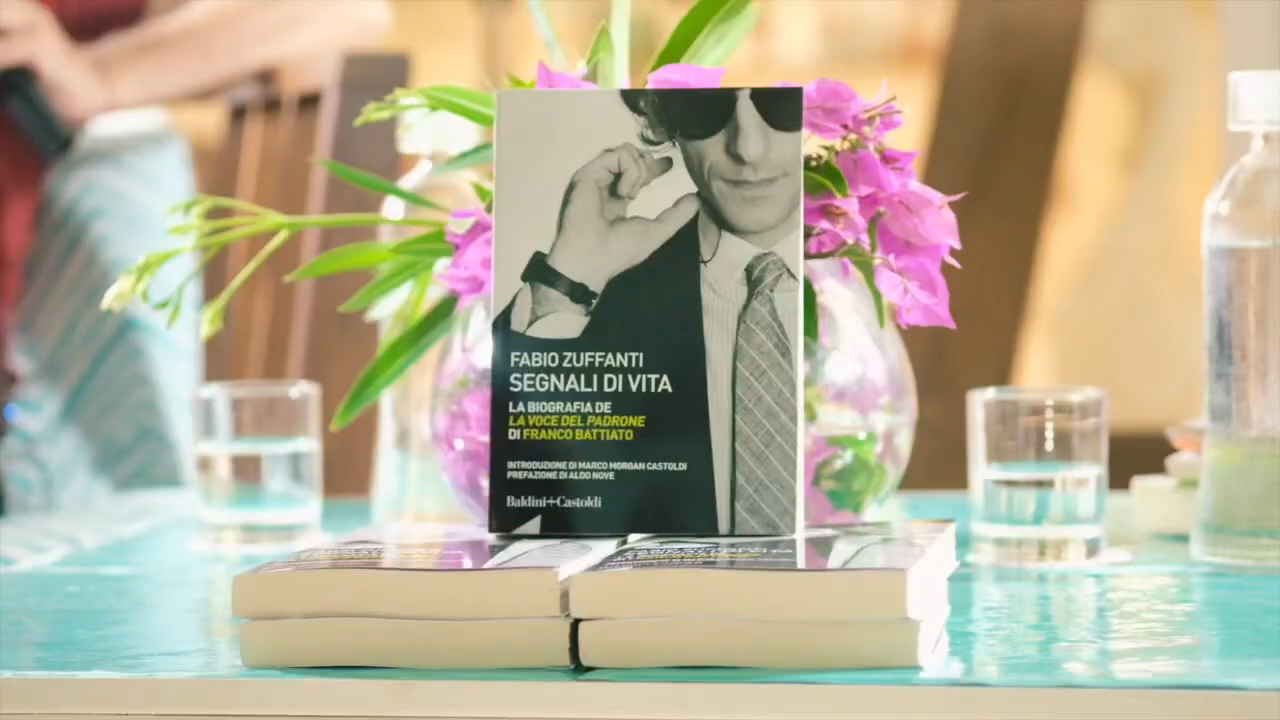 FABIO ZUFFANTI
SEGNALI DI VITA
LA BIOGRAFIA DE
LA VOCE DEL PADRONE
DI FRANCO BATTIATO
INTRODUZIONE DI MARCO MORGAN CASTOLDI
PREFAZIONE DI ALDO NOVE
Baldini+Castoldi